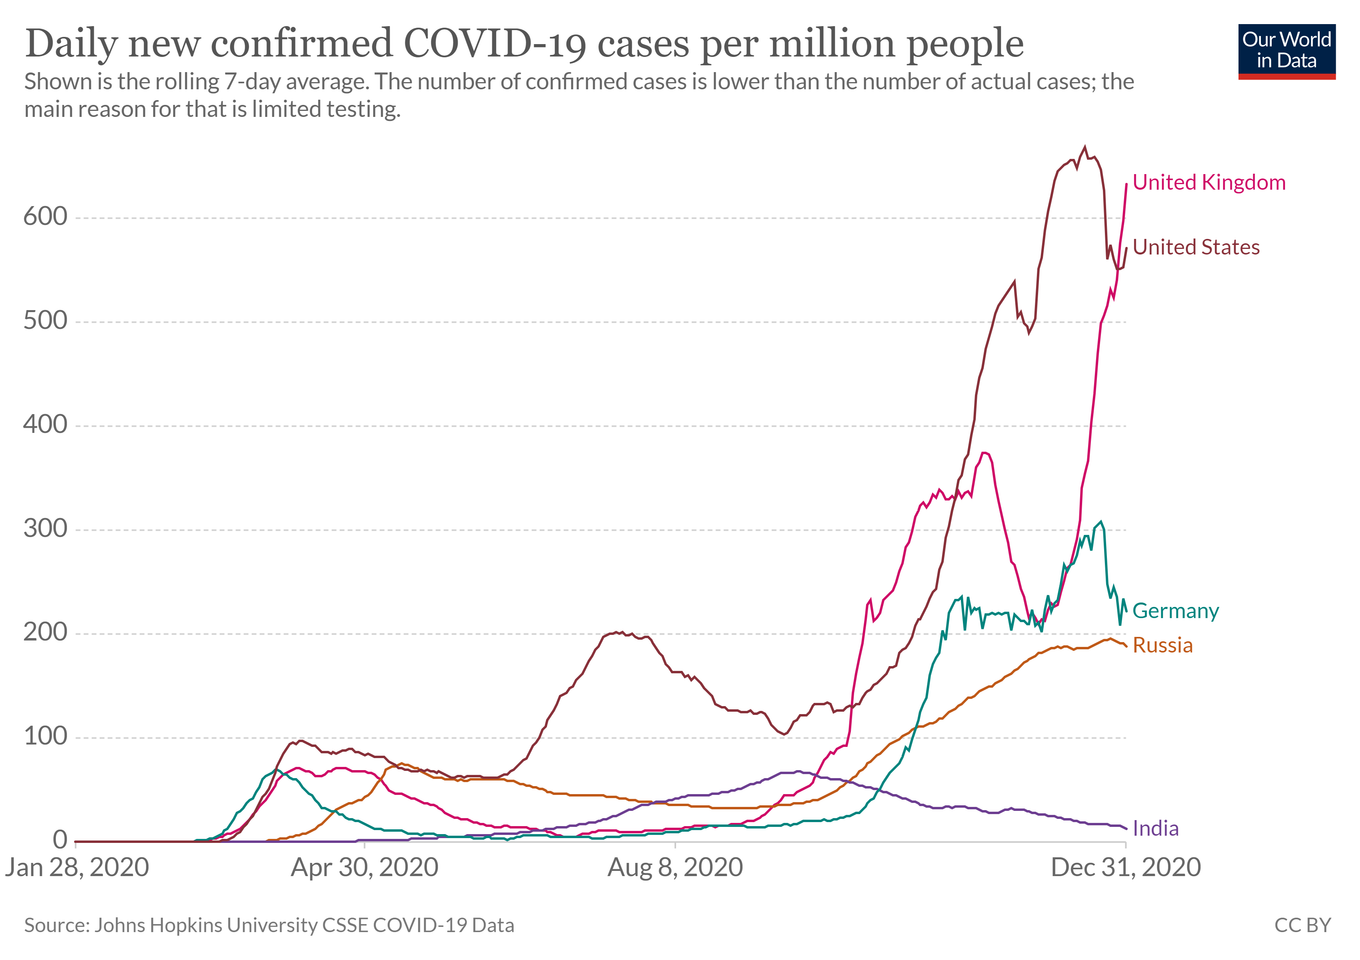 Daily new confirmed COVID-19 cases per million people
Our World
in Data
Shown is the rolling 7-day average. The number of confirmed cases is lower than the number of actual cases; the
main reason for that is limited testing.
United Kingdom
600
United States
500
400
300
Germany
200
Russia
100
India
0
Jan 28, 2020 Apr 30, 2020 Aug 8, 2020 Dec 31, 2020
Source: Johns Hopkins University CSSE COVID-19 Data CC BY